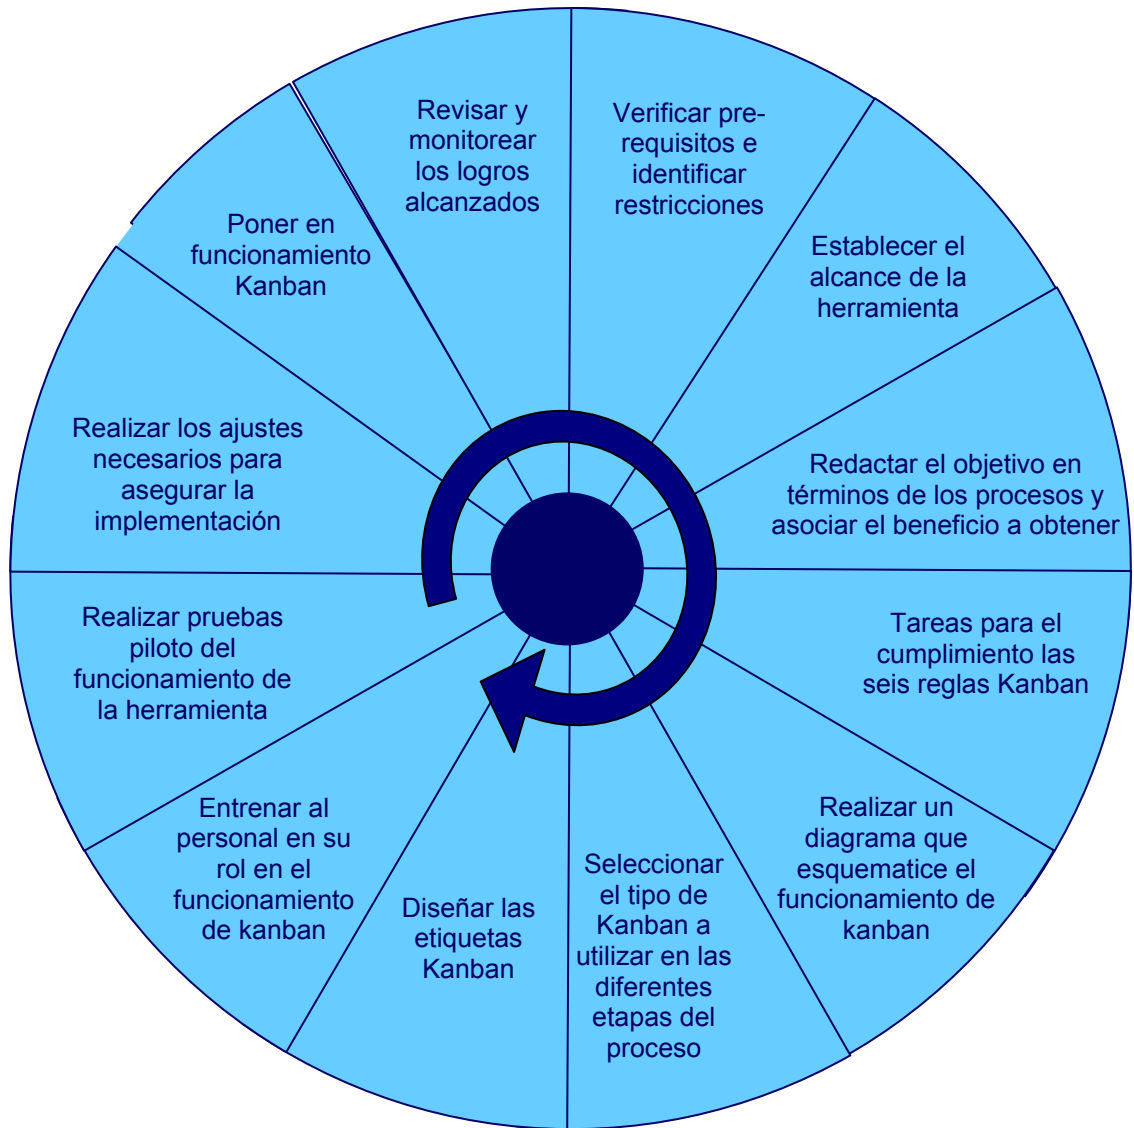 Verificar pre-
requisitos e
identificar
restricciones
Establecer el
alcance de la
herramienta
Redactar el objetivo en
términos de los procesos y
asociar el beneficio a obtener
Tareas para el
cumplimiento las
seis reglas Kanban
Realizar un
diagrama que
esquematice el
funcionamiento de
kanban
Seleccionar
el tipo de
Kanban a
utilizar en las
diferentes
etapas del
proceso
Diseñar las
etiquetas
Kanban
Entrenar al
personal en su
rol en el
funcionamiento
de kanban
Realizar pruebas
piloto del
funcionamiento de
la herramienta
Realizar los ajustes
necesarios para
asegurar la
implementación
Poner en
funcionamiento
Kanban
Revisar y
monitorear
los logros
alcanzados